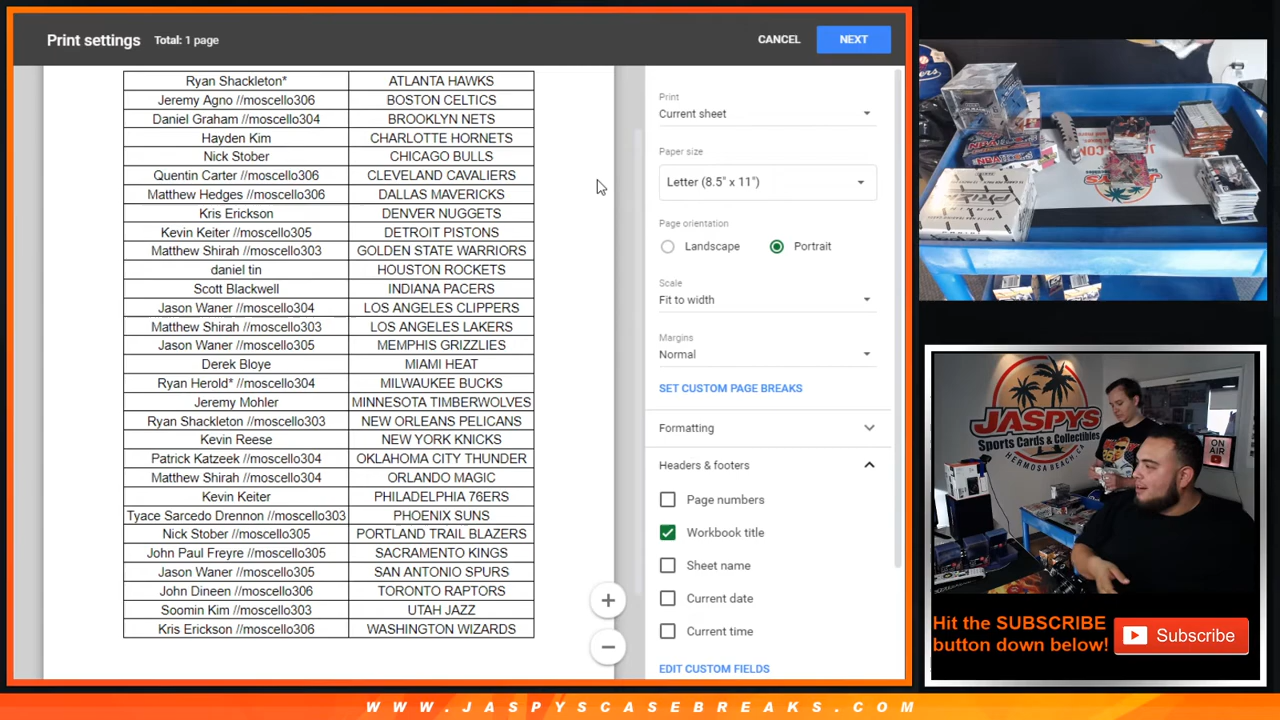 Print settings Total: 1 page CANCEL NEXT
Ryan Shackleton* ATLANTA HAWKS
Jeremy Agno //moscello306 BOSTON CELTICS
Daniel Graham //moscello304 BROOKLYN NETS
Hayden Kim CHARLOTTE HORNETS
Nick Stober CHICAGO BULLS
Quentin Carter //moscello306 CLEVELAND CAVALIERS
Matthew Hedges //moscello306 DALLAS MAVERICKS
Kris Erickson DENVER NUGGETS
Kevin Keiter //moscello305 DETROIT PISTONS
Matthew Shirah //moscello303 GOLDEN STATE WARRIORS
daniel tin HOUSTON ROCKETS
Scott Blackwell INDIANA PACERS
Jason Waner //moscello304 LOS ANGELES CLIPPERS
Matthew Shirah //moscello303 LOS ANGELES LAKERS
Jason Waner //moscello305 MEMPHIS GRIZZLIES
Derek Bloye MIAMI HEAT
Ryan Herold* //moscello304 MILWAUKEE BUCKS
Jeremy Mohler MINNESOTA TIMBERWOLVES
Ryan Shackleton //moscello303 NEW ORLEANS PELICANS
Kevin Reese NEW YORK KNICKS
Patrick Katzeek //moscello304 OKLAHOMA CITY THUNDER
Matthew Shirah //moscello304 ORLANDO MAGIC
Kevin Keiter PHILADELPHIA 76ERS
Tyace Sarcedo Drennon //moscello303 PHOENIX SUNS
Nick Stober //moscello305 PORTLAND TRAIL BLAZERS
John Paul Freyre //moscello305 SACRAMENTO KINGS
Jason Waner //moscello305 SAN ANTONIO SPURS
John Dineen //moscello306 TORONTO RAPTORS
Soomin Kim //moscello303 UTAH JAZZ
Kris Erickson //moscello306 WASHINGTON WIZARDS
Print
Current sheet
Paper size
Letter (8.5" x 11")
Page orientation
Landscape Portrait
Scale
Fit to width
Margins
Normal
SET CUSTOM PAGE BREAKS
Formatting
Headers & footers
Page numbers
Workbook title
Sheet name
Current date
Current time
EDIT CUSTOM FIELDS
JASPYS
Sports Cards & Collectibles
HERMOSA BEACH, CA
ON AIR
Hit the SUBSCRIBE
button down below!
Subscribe
WWW.JASPYSCASEBREAKS.COM